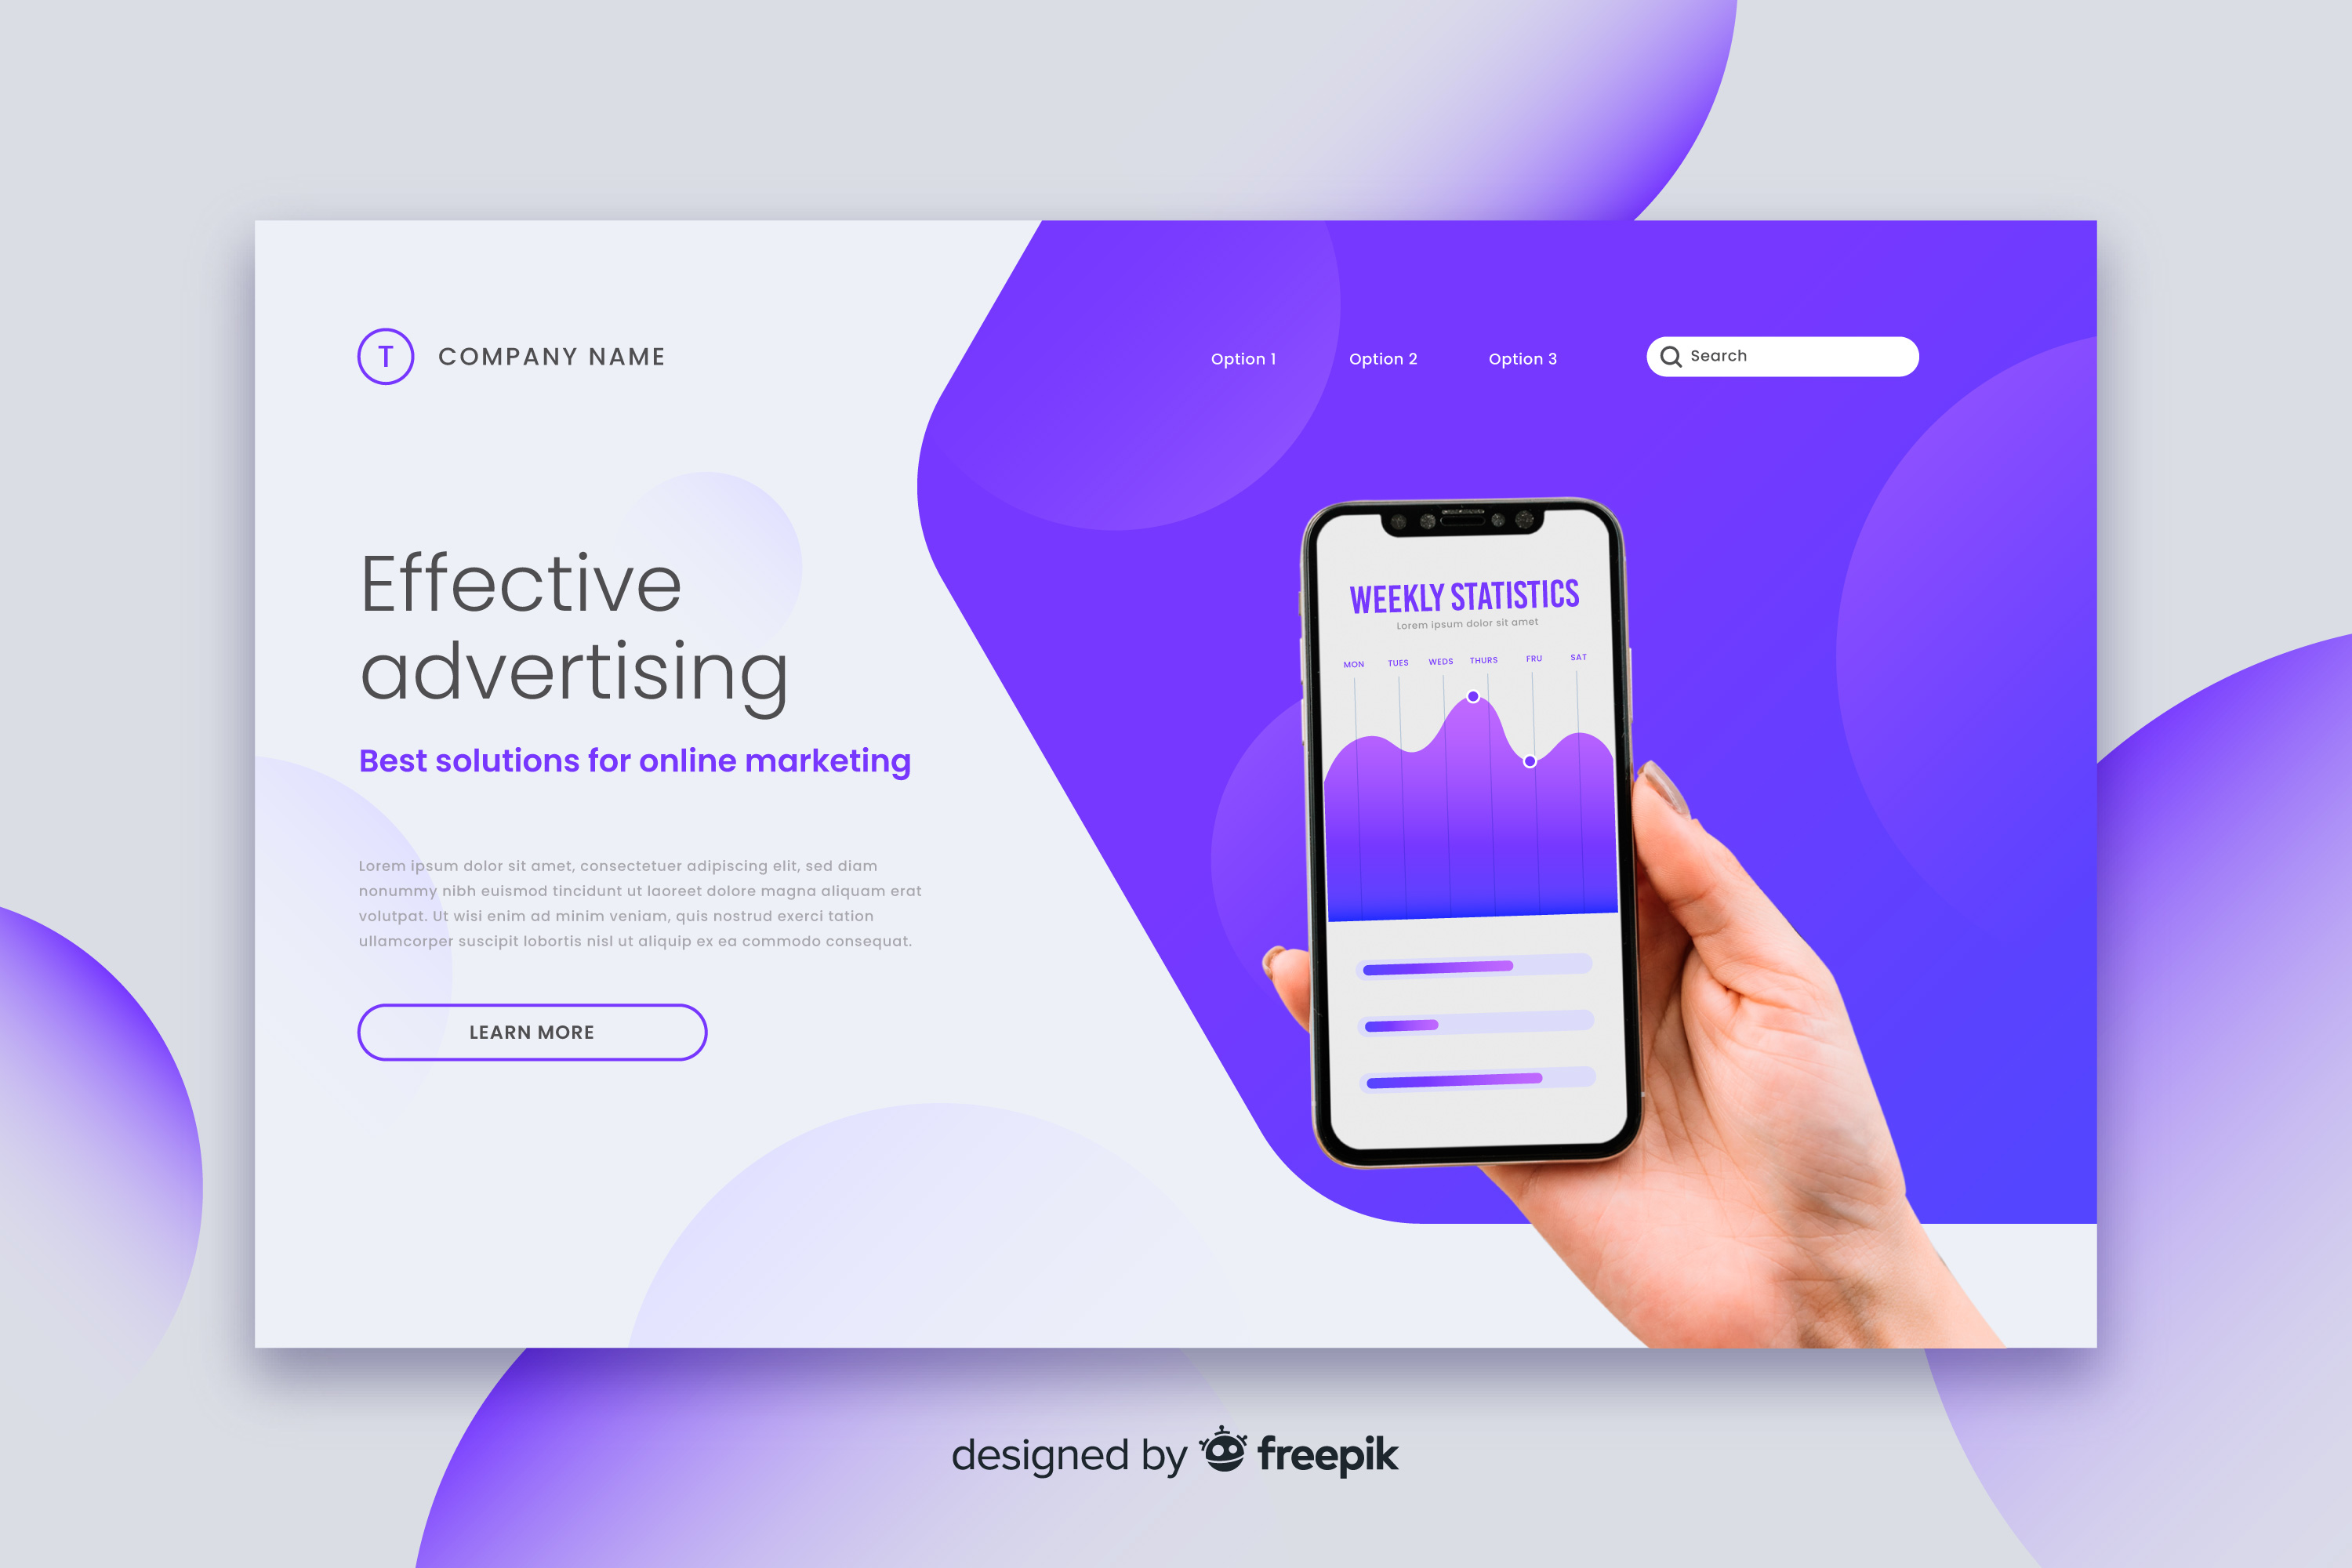 T COMPANY NAME
Option 1 Option 2 Option 3 Search
Effective
advertising
Best solutions for online marketing
Lorem ipsum dolor sit amet, consectetuer adipiscing elit, sed diam
nonummy nibh euismod tincidunt ut laoreet dolore magna aliquam erat
volutpat. Ut wisi enim ad minim veniam, quis nostrud exerci tation
ullamcorper suscipit lobortis nisl ut aliquip ex ea commodo consequat.
LEARN MORE
WEEKLY STATISTICS
Lorem ipsum dolor sit amet
MON TUES WEDS THURS FRU SAT
designed by freepik